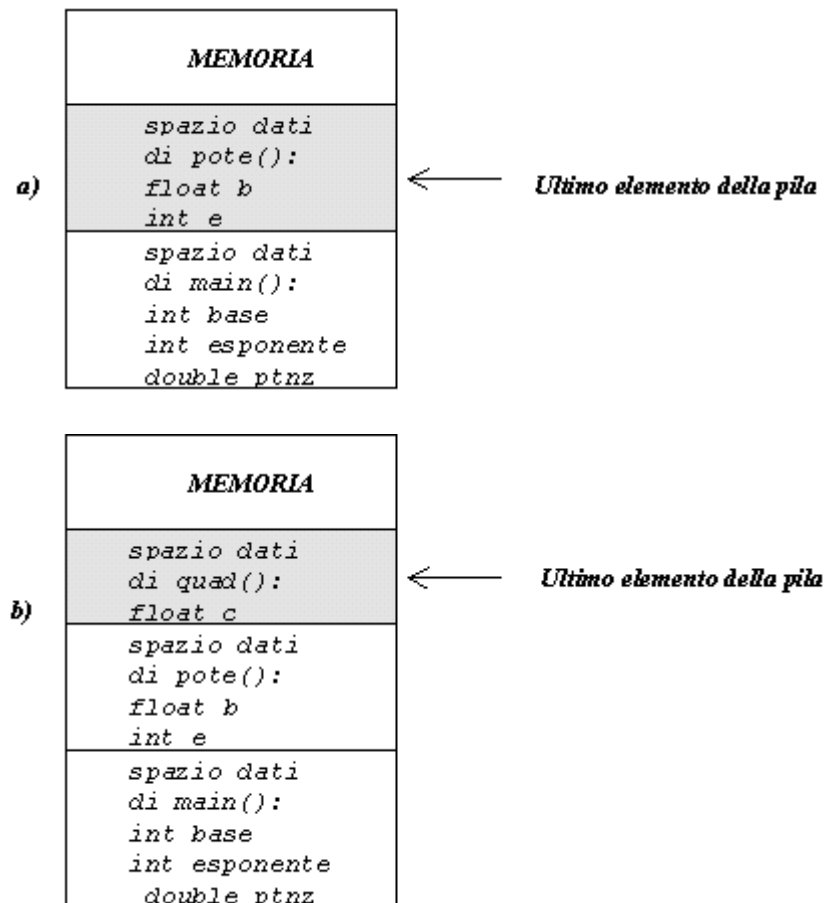 MEMORIA
spazio dati
di pote():
float b
int e
a)
Ultimo elemento della pila
spazio dati
di main():
int base
int esponente
double ptnz
MEMORIA
spazio dati
di quad():
float c
b)
Ultimo elemento della pila
spazio dati
di pote():
float b
int e
spazio dati
di main():
int base
int esponente
double ptnz